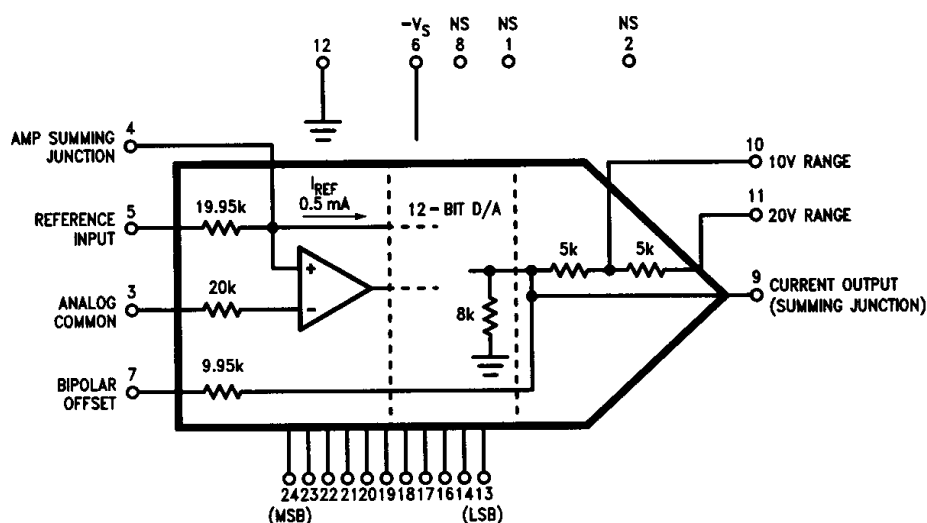 12
-VS
6
NS
8
NS
1
NS
2
AMP SUMMING
JUNCTION
4
10
10V RANGE
IREF
0.5 mA
12-BIT D/A
11
20V RANGE
REFERENCE
INPUT
5
19.95k
5k
5k
9
CURRENT OUTPUT
(SUMMING JUNCTION)
+
ANALOG
COMMON
3
20k
-
8k
BIPOLAR
OFFSET
7
9.95k
24 23 22 21 20 19 18 17 16 14 13
(MSB) (LSB)